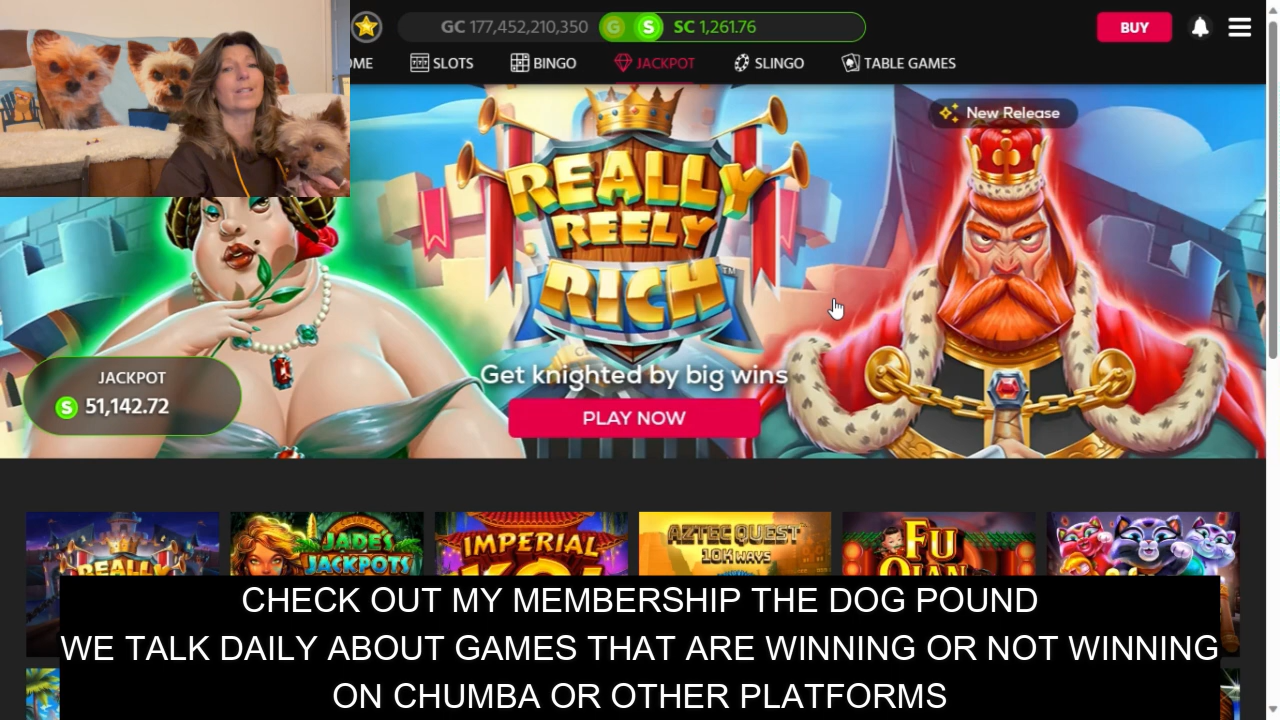 GC 177,452,210,350 G S SC 1,261.76
BUY
OME SLOTS BINGO JACKPOT SLINGO TABLE GAMES
New Release
REALLY
REELY
RICH™
Get knighted by big wins
PLAY NOW
JACKPOT
S 51,142.72
REALLY
JADE'S
JACKPOTS
IMPERIAL
AZTEC QUEST
10K WAYS
FU
CHECK OUT MY MEMBERSHIP THE DOG POUND
WE TALK DAILY ABOUT GAMES THAT ARE WINNING OR NOT WINNING
ON CHUMBA OR OTHER PLATFORMS